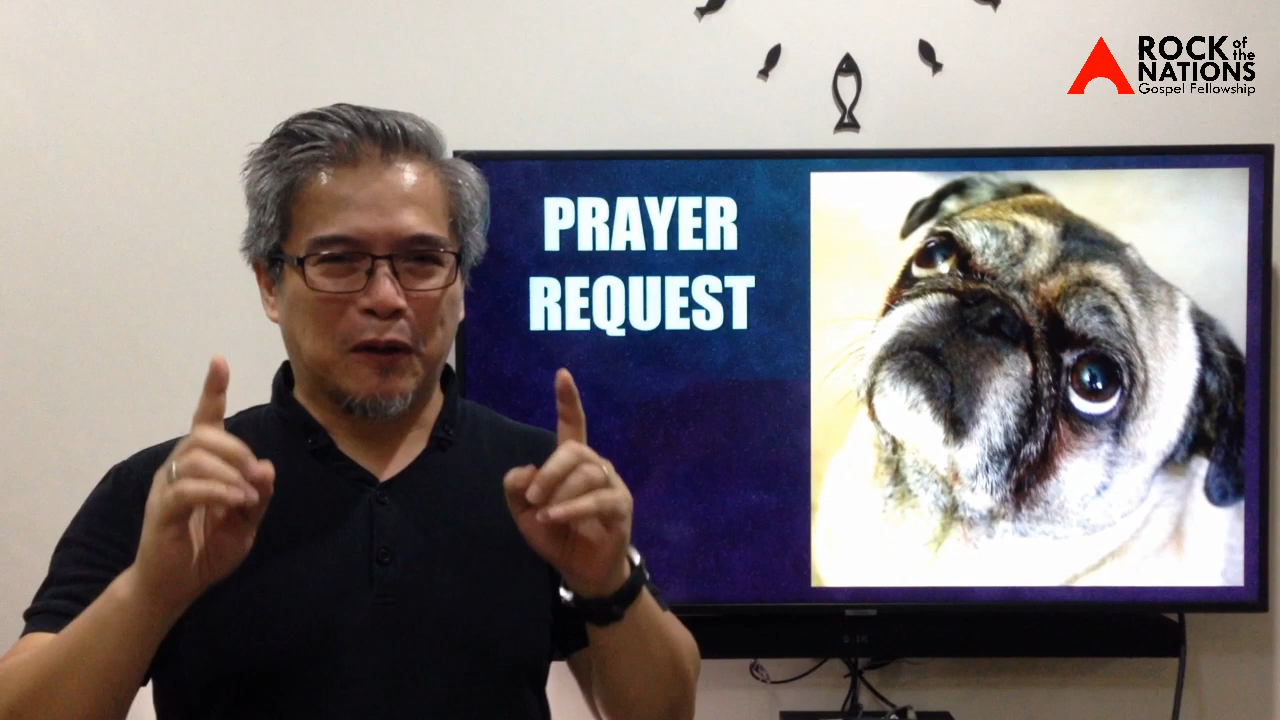 ROCK of the
NATIONS
Gospel Fellowship
PRAYER
REQUEST